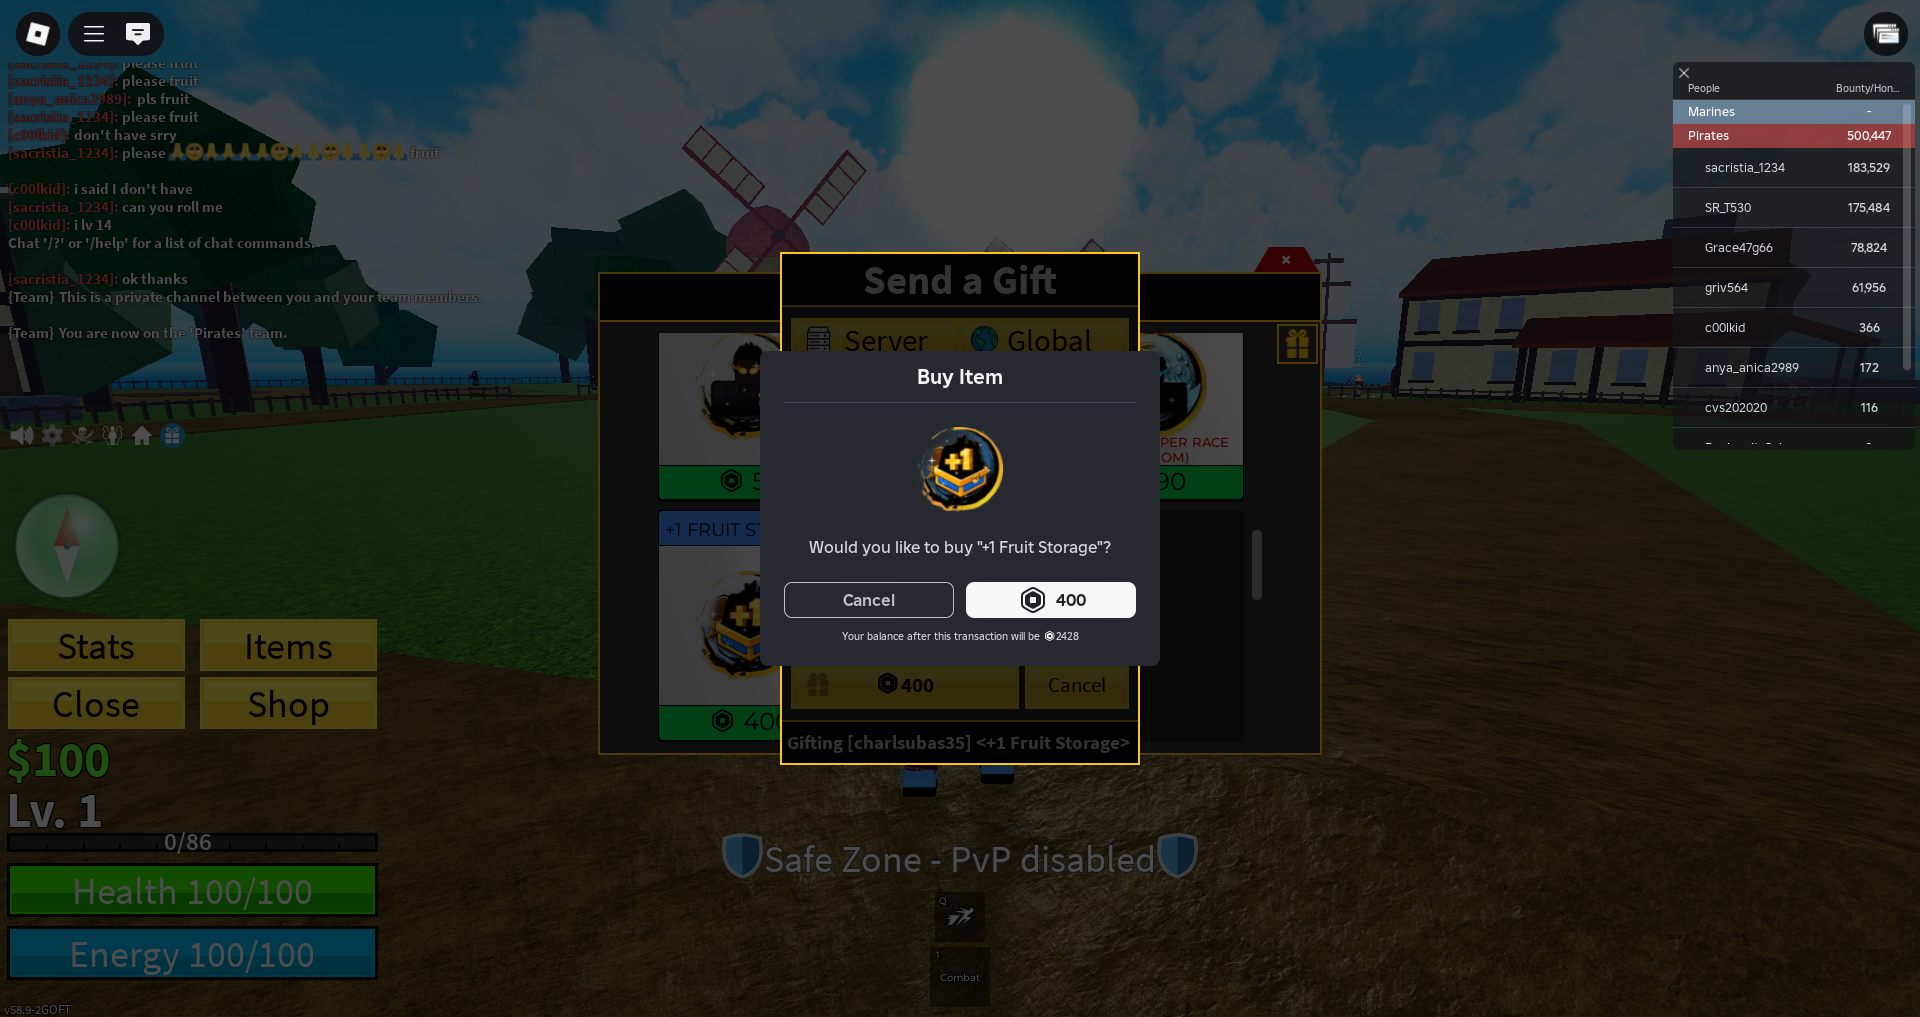 [sacristia_1234]: please fruit
[sacristia_1234]: please fruit
[anya_anica2989]: pls fruit
[sacristia_1234]: please fruit
[c00lkid]: don't have srry
[sacristia_1234]: please fruit
[c00lkid]: i said I don't have
[sacristia_1234]: can you roll me
[c00lkid]: i lv 14
Chat '/?' or '/help' for a list of chat commands.
[sacristia_1234]: ok thanks
{Team} This is a private channel between you and your team members.
{Team} You are now on the 'Pirates' team.
People Bounty/Hon...
Marines -
Pirates 500,447
sacristia_1234 183,529
SR_T530 175,484
Grace47g66 78,824
griv564 61,956
c00lkid 366
anya_anica2989 172
cvs202020 116
Send a Gift
Server Global
Buy Item
Would you like to buy "+1 Fruit Storage"?
Cancel 400
Your balance after this transaction will be 2428
400 Cancel
Gifting [charlsubas35] <+1 Fruit Storage>
+1
PER RACE
OM)
5
90
+1 FRUIT ST
+1
400
Stats Items
Close Shop
$100
Lv. 1
0/86
Health 100/100
Energy 100/100
Safe Zone - PvP disabled
Q
1
Combat
v58.9-2GOFT